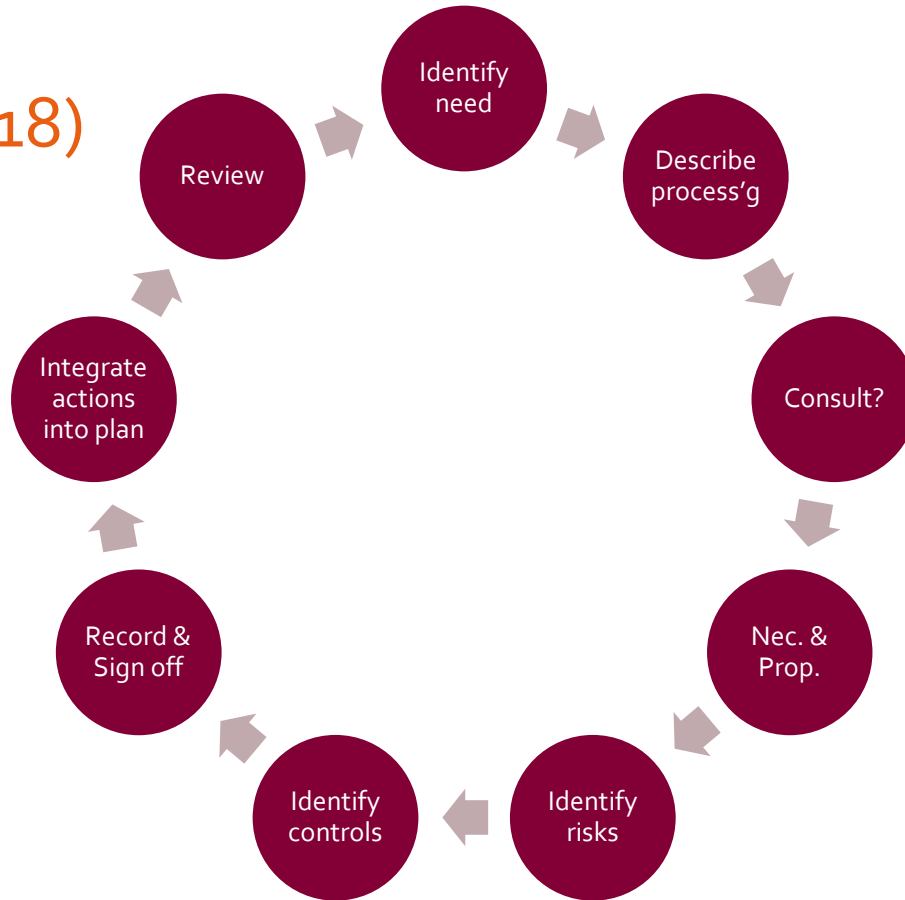 18)
Identify
need
Describe
process’g
Consult?
Nec. &
Prop.
Identify
risks
Identify
controls
Record &
Sign off
Integrate
actions
into plan
Review